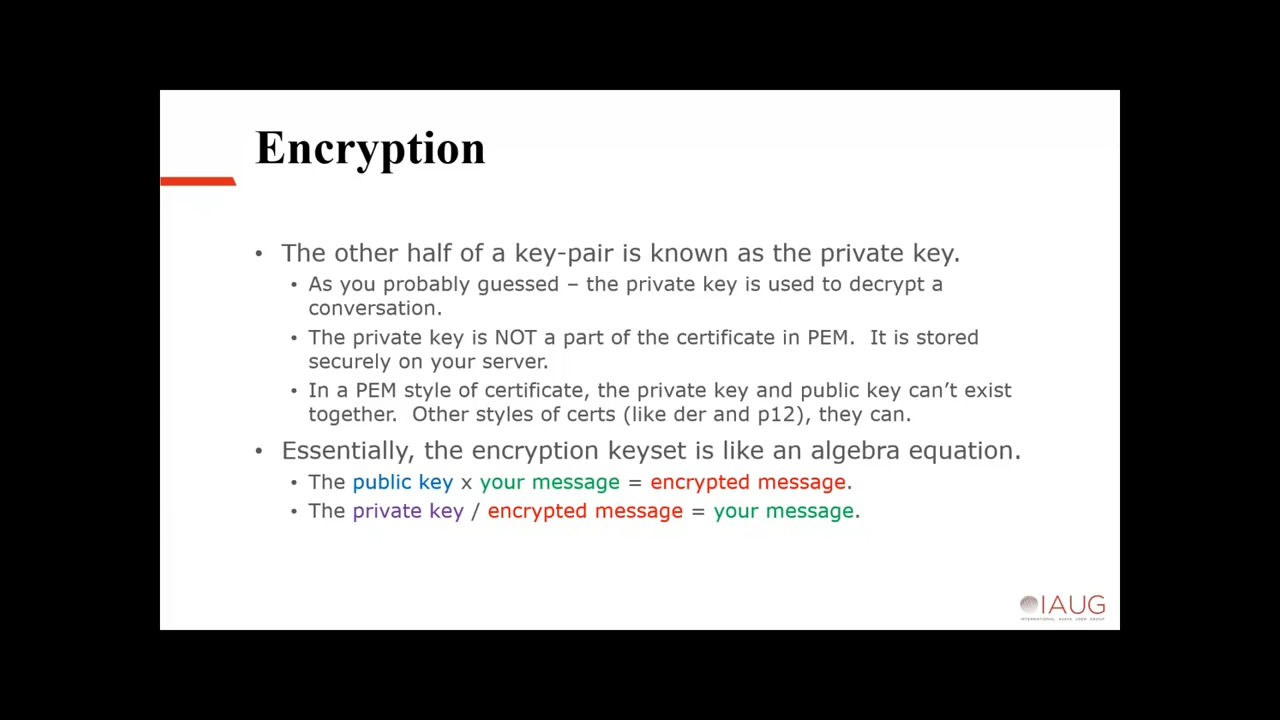 Encryption
• The other half of a key-pair is known as the private key.
• As you probably guessed – the private key is used to decrypt a
conversation.
• The private key is NOT a part of the certificate in PEM.  It is stored
securely on your server.
• In a PEM style of certificate, the private key and public key can't exist
together.  Other styles of certs (like der and p12), they can.
• Essentially, the encryption keyset is like an algebra equation.
• The public key x your message = encrypted message.
• The private key / encrypted message = your message.
IAUG
INTERNATIONAL AVAYA USER GROUP